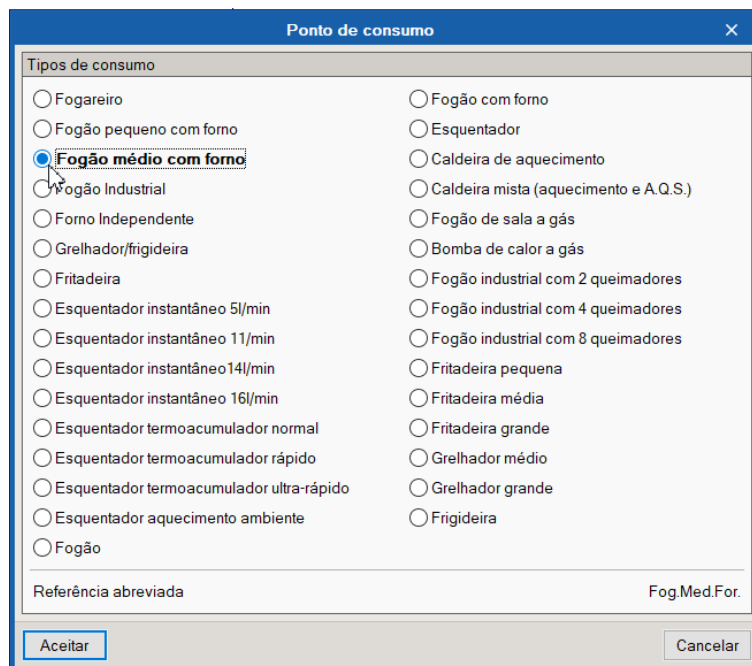 Ponto de consumo
Tipos de consumo
Fogareiro
Fogão pequeno com forno
Fogão médio com forno
Fogão Industrial
Forno Independente
Grelhador/frigideira
Fritadeira
Esquentador instantâneo 5l/min
Esquentador instantâneo 11/min
Esquentador instantâneo14l/min
Esquentador instantâneo 16l/min
Esquentador termoacumulador normal
Esquentador termoacumulador rápido
Esquentador termoacumulador ultra-rápido
Esquentador aquecimento ambiente
Fogão
Fogão com forno
Esquentador
Caldeira de aquecimento
Caldeira mista (aquecimento e A.Q.S.)
Fogão de sala a gás
Bomba de calor a gás
Fogão industrial com 2 queimadores
Fogão industrial com 4 queimadores
Fogão industrial com 8 queimadores
Fritadeira pequena
Fritadeira média
Fritadeira grande
Grelhador médio
Grelhador grande
Frigideira
Referência abreviada Fog.Med.For.
Aceitar Cancelar